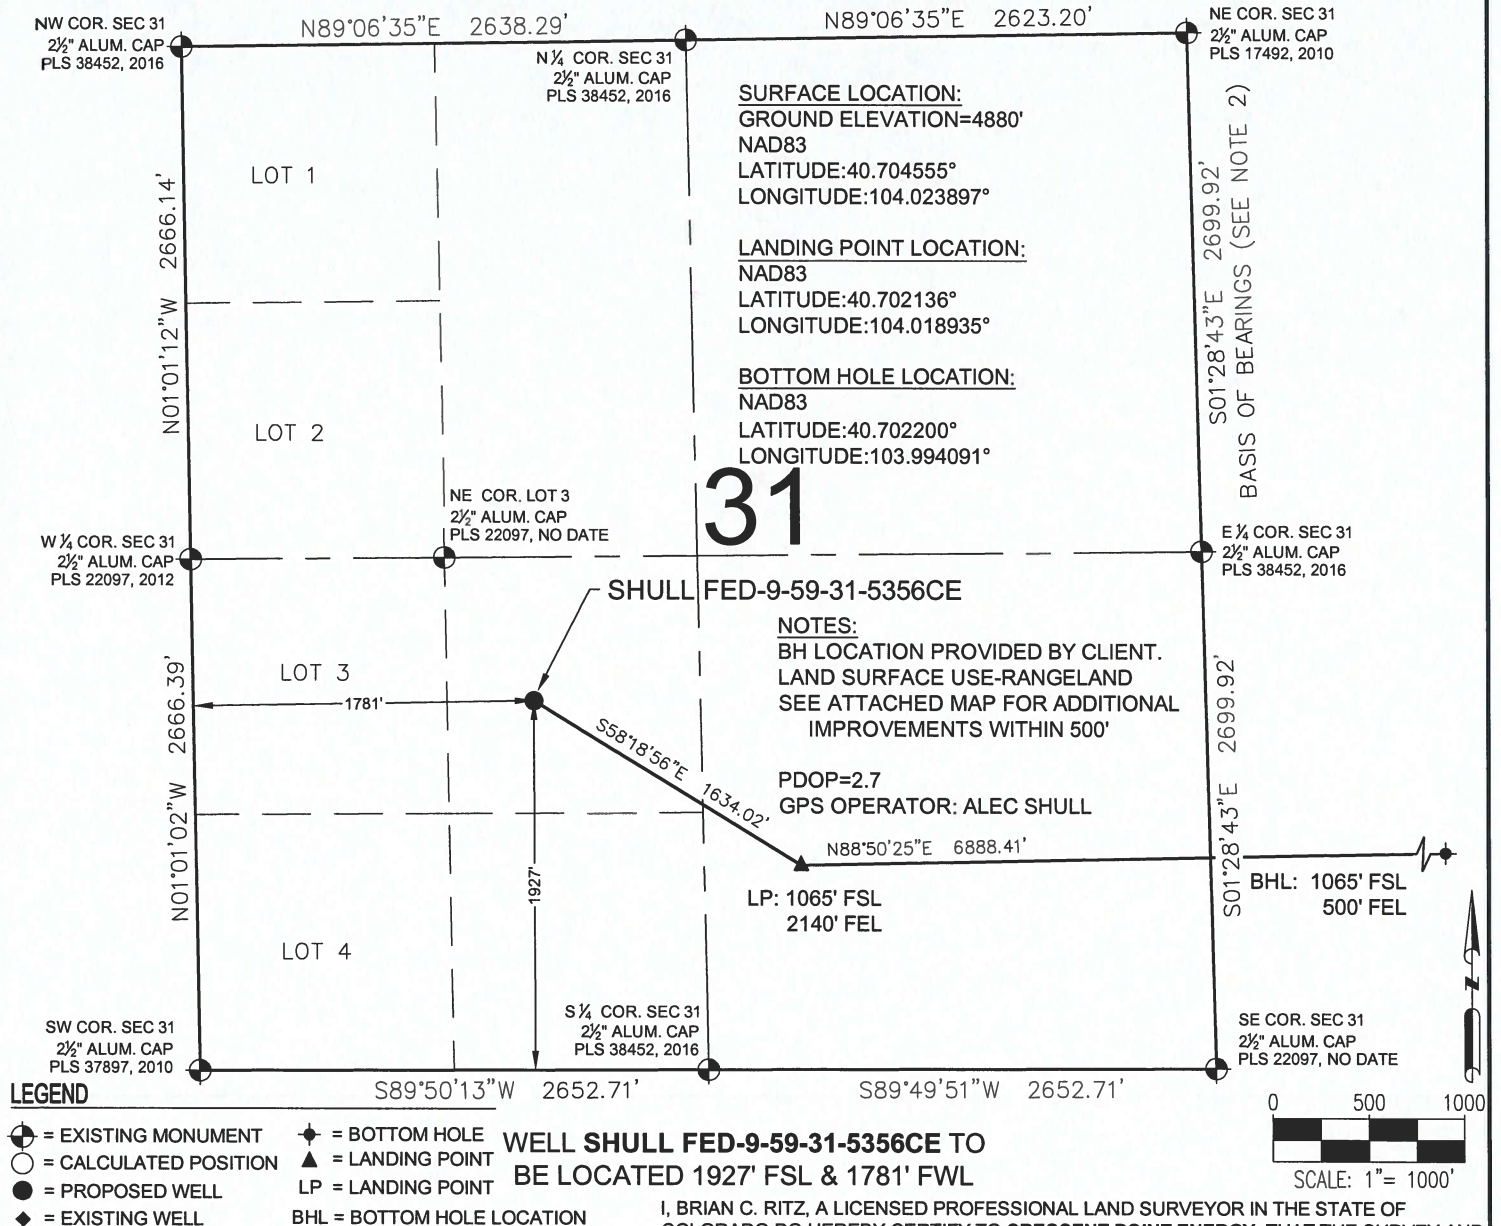 NW COR. SEC 31
2½" ALUM. CAP
PLS 38452, 2016
N89°06'35"E 2638.29'
N ¼ COR. SEC 31
2½" ALUM. CAP
PLS 38452, 2016
N89°06'35"E 2623.20'
NE COR. SEC 31
2½" ALUM. CAP
PLS 17492, 2010
SURFACE LOCATION:
GROUND ELEVATION=4880'
NAD83
LATITUDE:40.704555°
LONGITUDE:104.023897°
LANDING POINT LOCATION:
NAD83
LATITUDE:40.702136°
LONGITUDE:104.018935°
BOTTOM HOLE LOCATION:
NAD83
LATITUDE:40.702200°
LONGITUDE:103.994091°
LOT 1
N01°01'12"W 2666.14'
LOT 2
S01°28'43"E 2699.92'
BASIS OF BEARINGS (SEE NOTE 2)
31
NE COR. LOT 3
2½" ALUM. CAP
PLS 22097, NO DATE
W ¼ COR. SEC 31
2½" ALUM. CAP
PLS 22097, 2012
E ¼ COR. SEC 31
2½" ALUM. CAP
PLS 38452, 2016
SHULL FED-9-59-31-5356CE
NOTES:
BH LOCATION PROVIDED BY CLIENT.
LAND SURFACE USE-RANGELAND
SEE ATTACHED MAP FOR ADDITIONAL
IMPROVEMENTS WITHIN 500'
PDOP=2.7
GPS OPERATOR: ALEC SHULL
LOT 3
1781'
N01°01'02"W 2666.39'
S58°18'56"E 1634.02'
S01°28'43"E 2699.92'
N88°50'25"E 6888.41'
1927'
LP: 1065' FSL
2140' FEL
BHL: 1065' FSL
500' FEL
LOT 4
N
SW COR. SEC 31
2½" ALUM. CAP
PLS 37897, 2010
S ¼ COR. SEC 31
2½" ALUM. CAP
PLS 38452, 2016
SE COR. SEC 31
2½" ALUM. CAP
PLS 22097, NO DATE
S89°50'13"W 2652.71'
S89°49'51"W 2652.71'
LEGEND
= EXISTING MONUMENT
= CALCULATED POSITION
= PROPOSED WELL
= EXISTING WELL
= BOTTOM HOLE
= LANDING POINT
LP = LANDING POINT
BHL = BOTTOM HOLE LOCATION
WELL SHULL FED-9-59-31-5356CE TO
BE LOCATED 1927' FSL & 1781' FWL
0 500 1000
SCALE: 1"= 1000'
I, BRIAN C. RITZ, A LICENSED PROFESSIONAL LAND SURVEYOR IN THE STATE OF